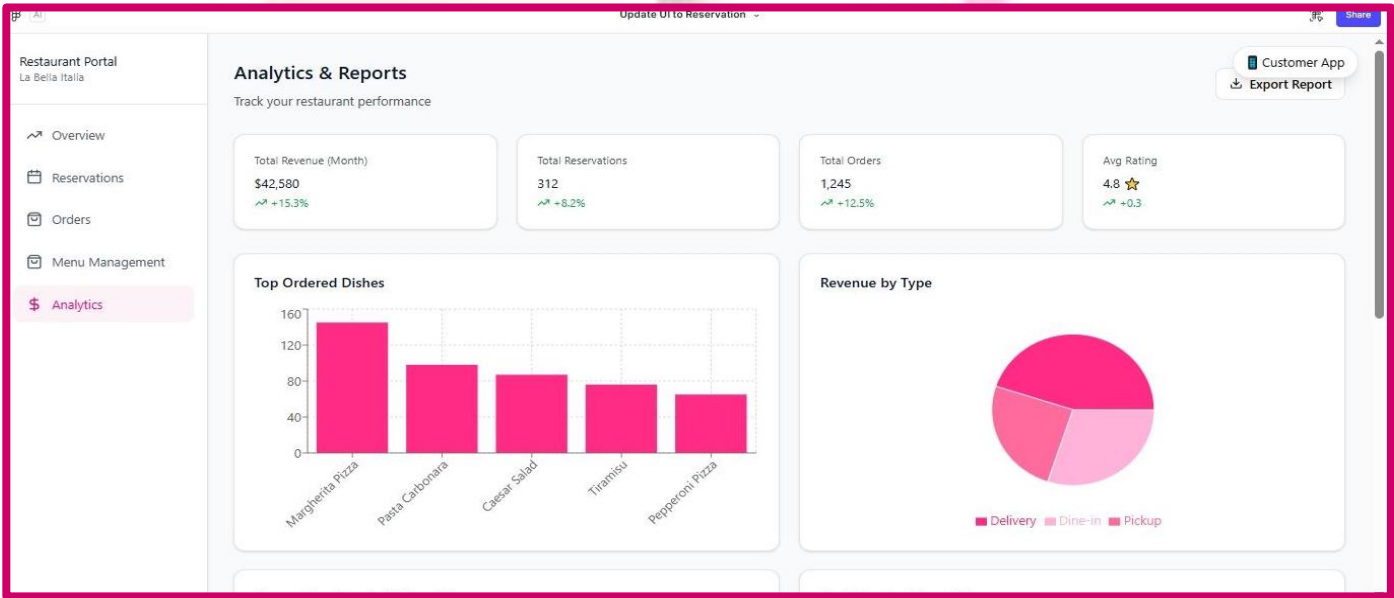 AI
Update UI to Reservation
Share
Restaurant Portal
La Bella Italia
Overview
Reservations
Orders
Menu Management
Analytics
Analytics & Reports
Track your restaurant performance
Customer App
Export Report
Total Revenue (Month)
$42,580
+15.3%
Total Reservations
312
+8.2%
Total Orders
1,245
+12.5%
Avg Rating
4.8
+0.3
Top Ordered Dishes
160
120
80
40
0
Margherita Pizza
Pasta Carbonara
Caesar Salad
Tiramisu
Pepperoni Pizza
Revenue by Type
Delivery Dine-in Pickup